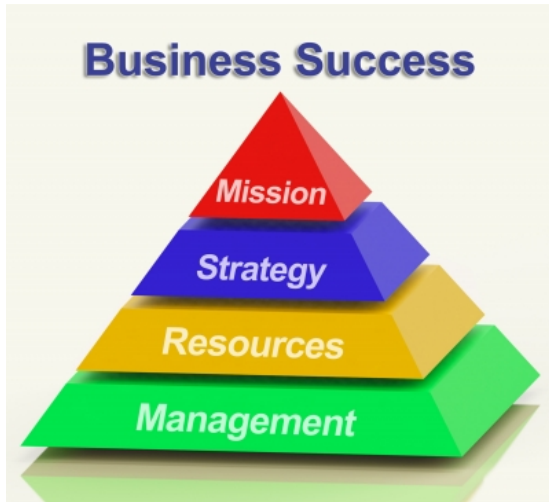 Business Success
Mission
Strategy
Resources
Management